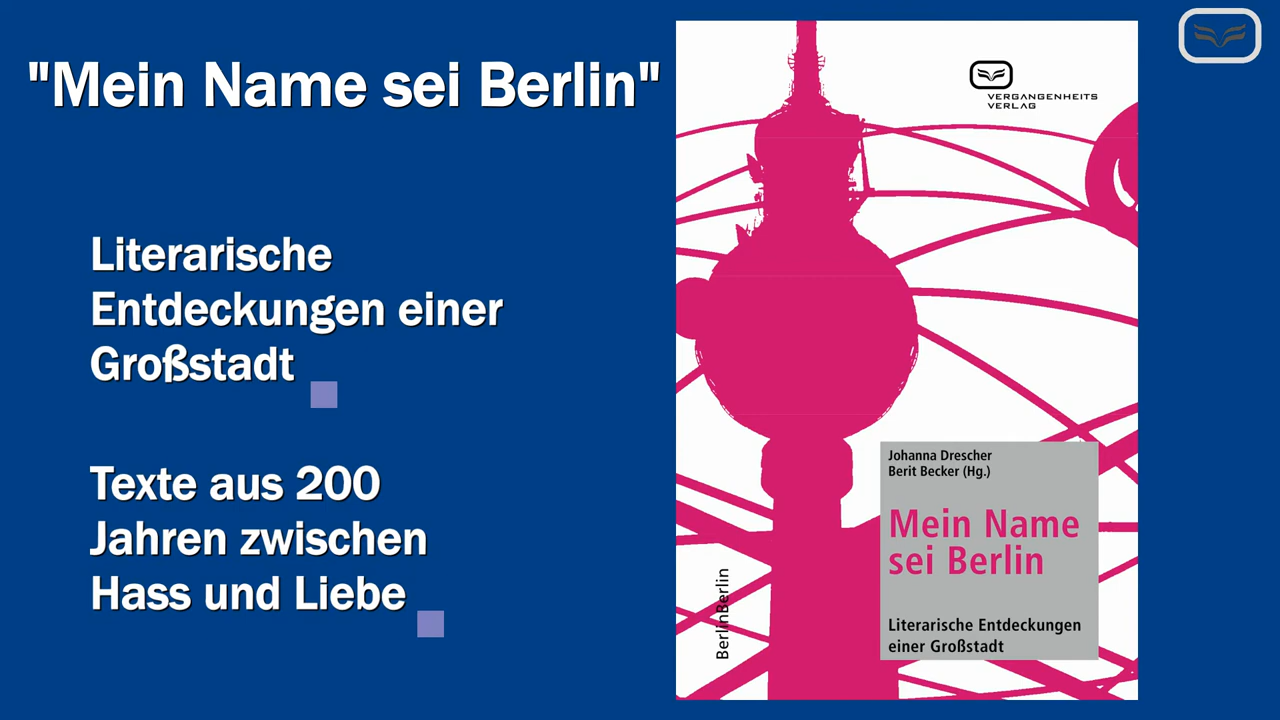 "Mein Name sei Berlin"
Literarische
Entdeckungen einer
Großstadt
Texte aus 200
Jahren zwischen
Hass und Liebe
VERGANGENHEITS
VERLAG
Johanna Drescher
Berit Becker (Hg.)
Mein Name
sei Berlin
Literarische Entdeckungen
einer Großstadt
BerlinBerlin